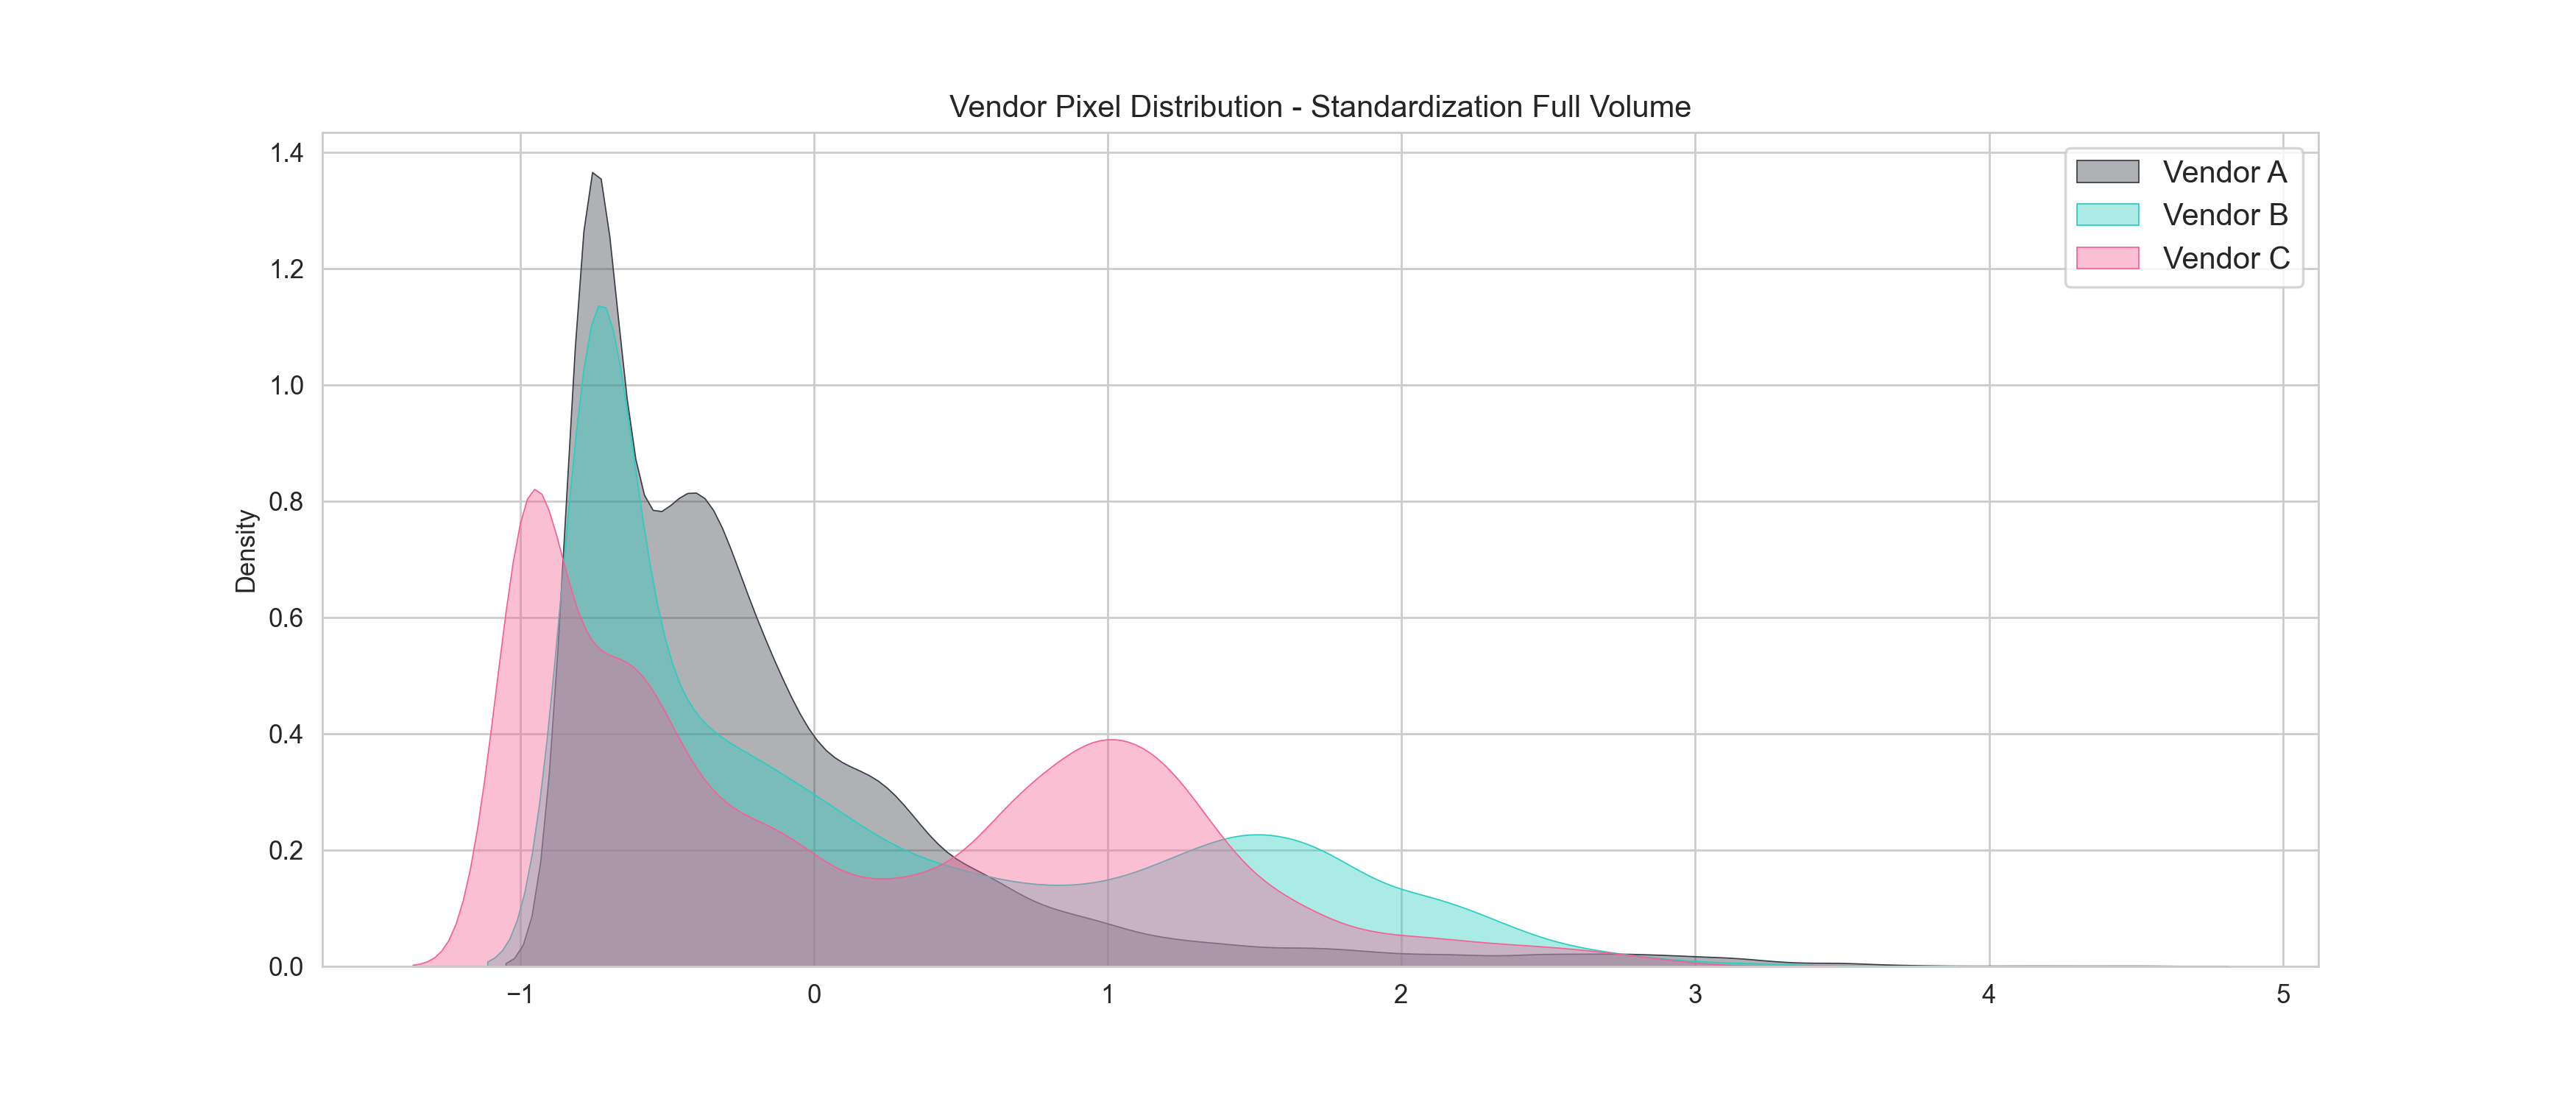 Vendor Pixel Distribution - Standardization Full Volume
1.4
1.2
1.0
0.8
0.6
0.4
0.2
0.0
Density
Vendor A
Vendor B
Vendor C
−1 0 1 2 3 4 5